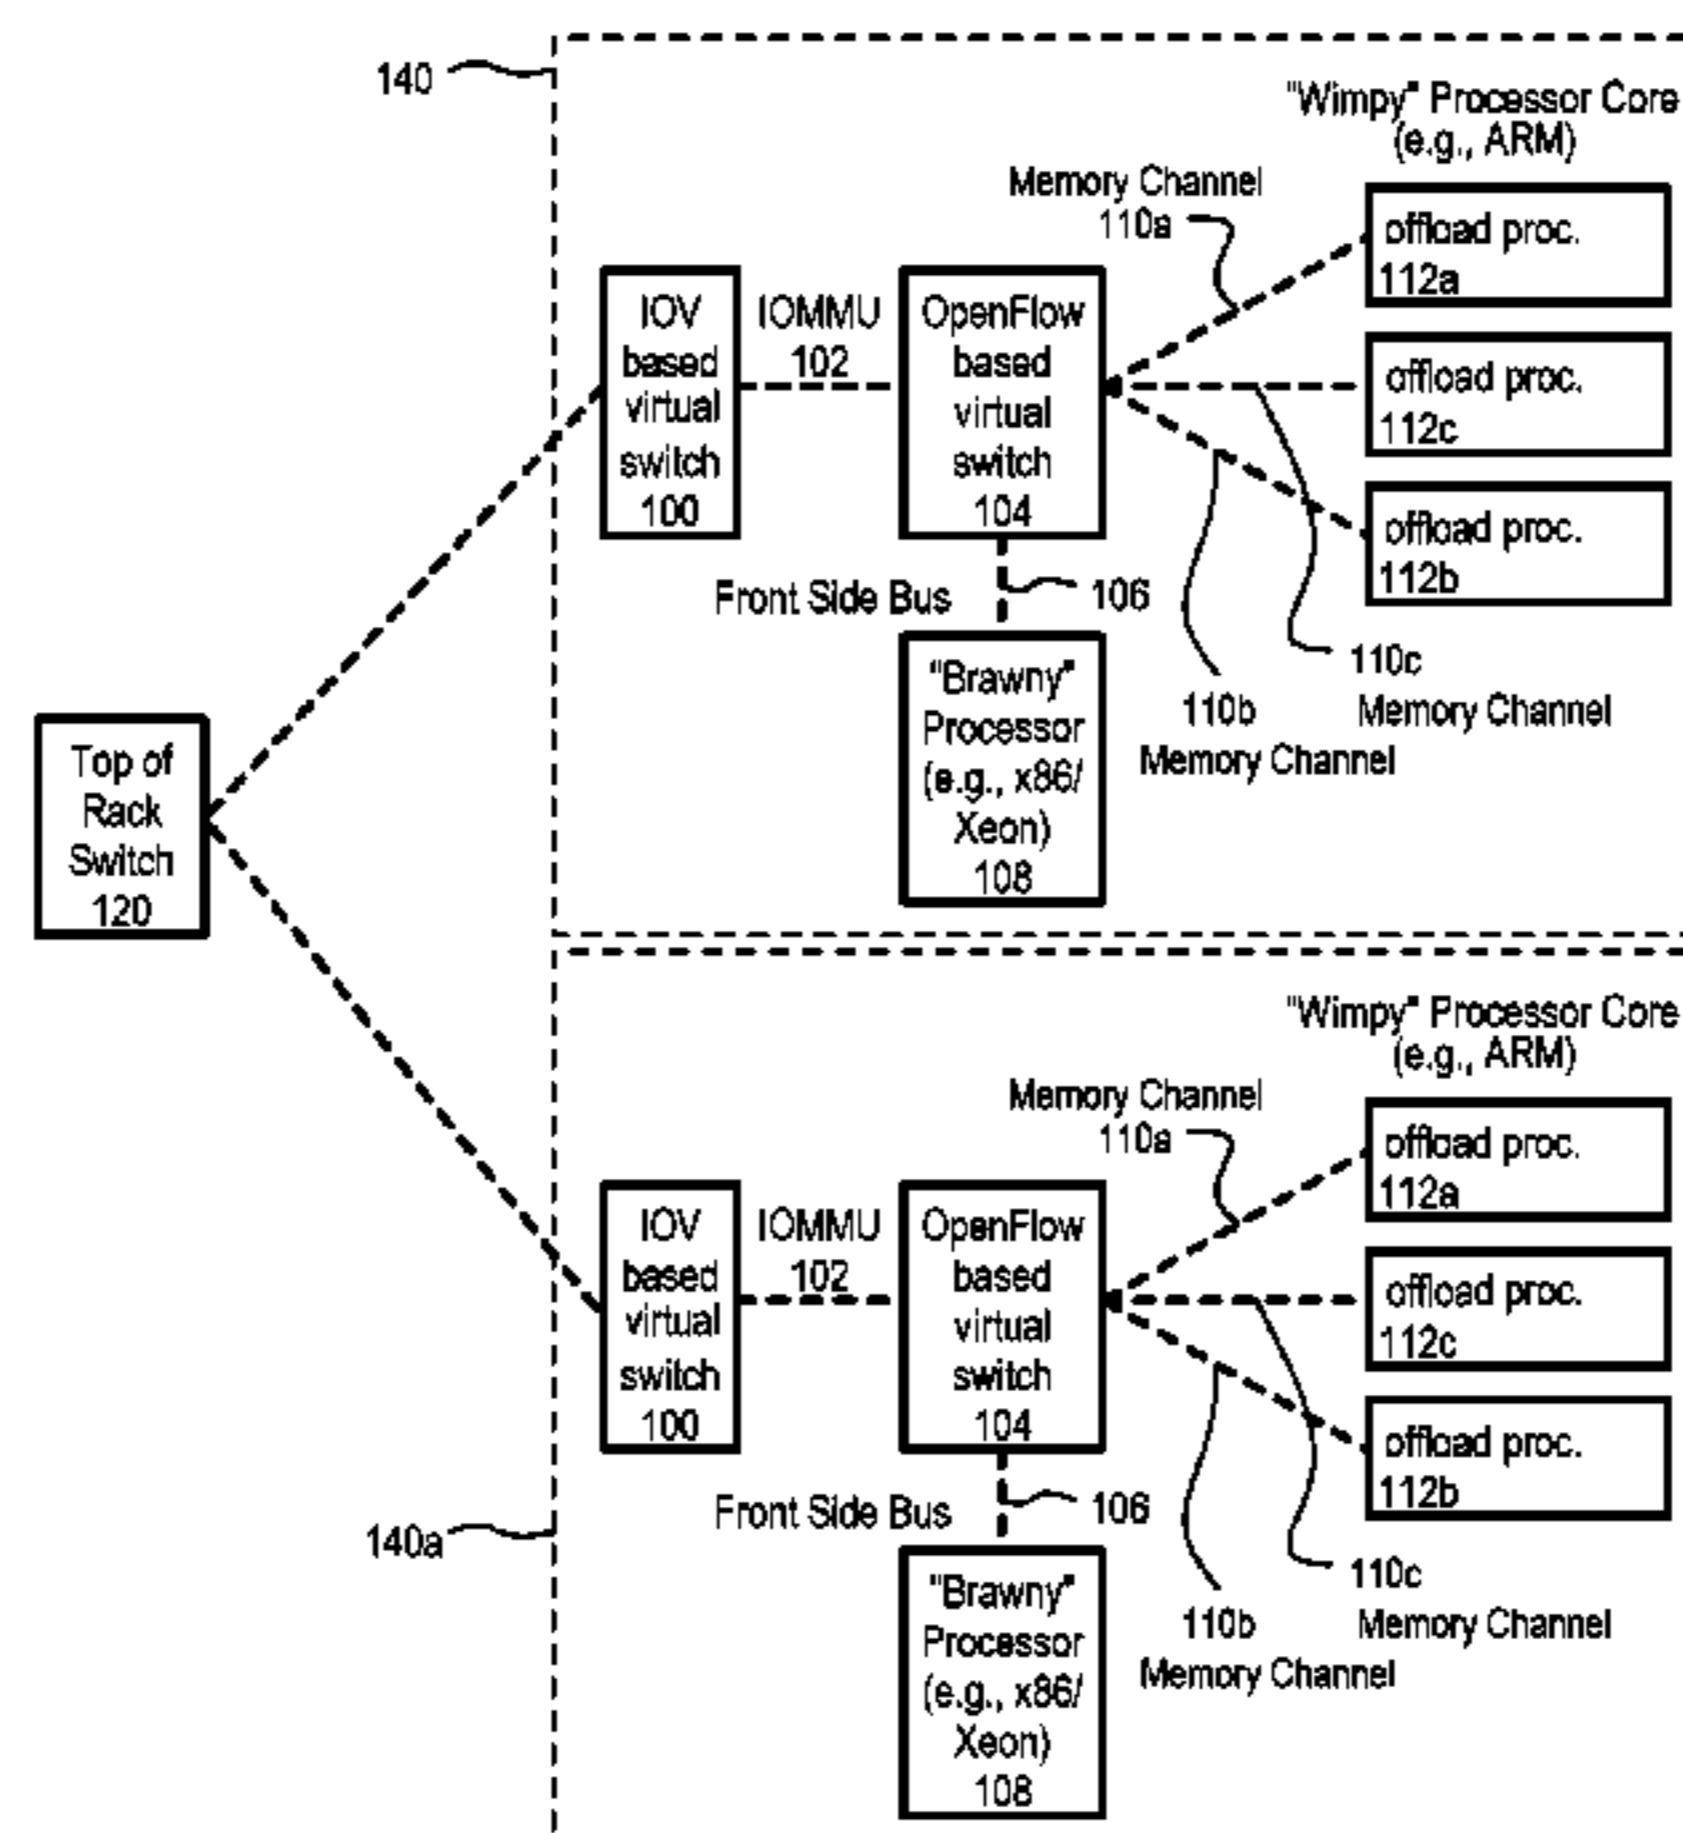 140
"Wimpy" Processor Core
(e.g., ARM)
Memory Channel
110a
offload proc.
112a
IOV
based
virtual
switch
100
IOMMU
102
OpenFlow
based
virtual
switch
104
offload proc.
112c
offload proc.
112b
Front Side Bus
106
110c
Memory Channel
110b
Memory Channel
"Brawny"
Processor
(e.g., x86/
Xeon)
108
Top of
Rack
Switch
120
"Wimpy" Processor Core
(e.g., ARM)
Memory Channel
110a
offload proc.
112a
IOV
based
virtual
switch
100
IOMMU
102
OpenFlow
based
virtual
switch
104
offload proc.
112c
offload proc.
112b
Front Side Bus
106
140a
110c
Memory Channel
110b
Memory Channel
"Brawny"
Processor
(e.g., x86/
Xeon)
108